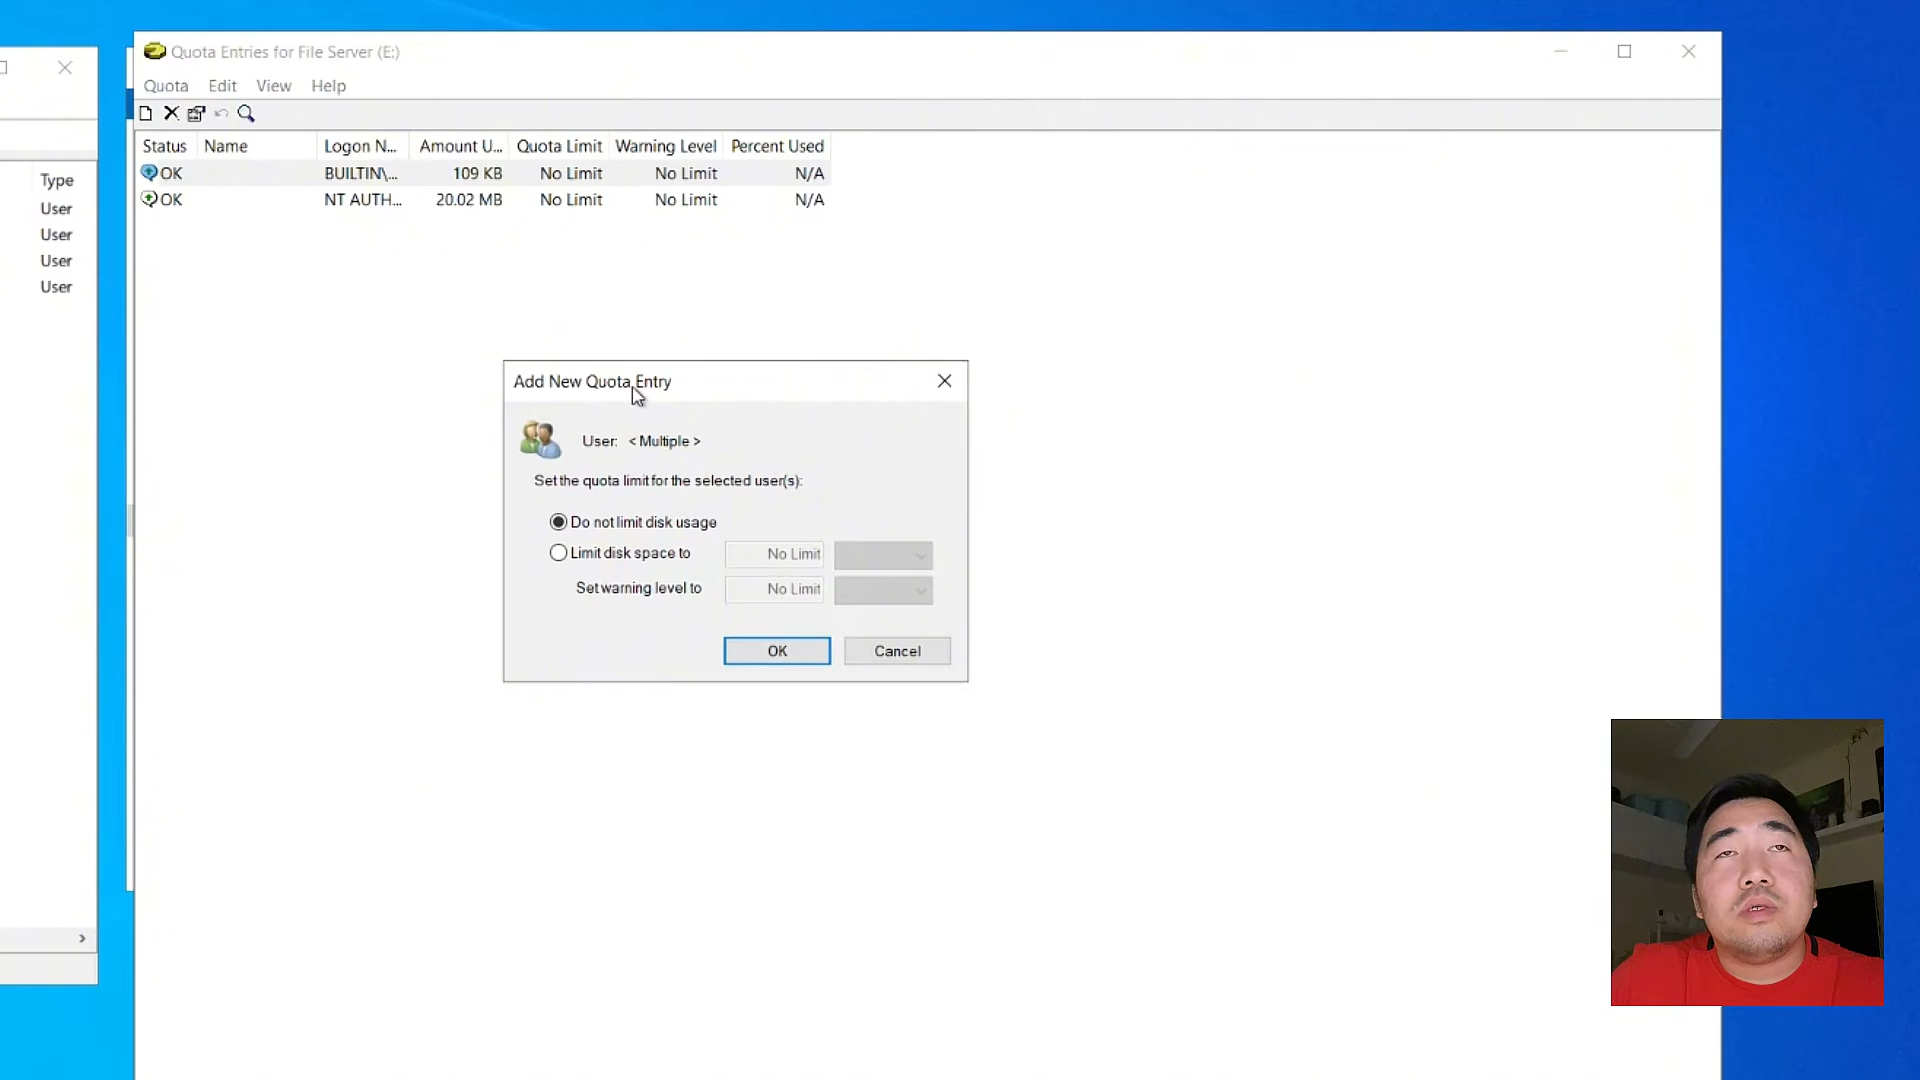 Quota Entries for File Server (E:)
Quota Edit View Help
Status Name Logon N... Amount U... Quota Limit Warning Level Percent Used
OK BUILTIN\... 109 KB No Limit No Limit N/A
OK NT AUTH... 20.02 MB No Limit No Limit N/A
Type
User
User
User
User
Add New Quota Entry
User: < Multiple >
Set the quota limit for the selected user(s):
Do not limit disk usage
Limit disk space to No Limit
Set warning level to No Limit
OK Cancel